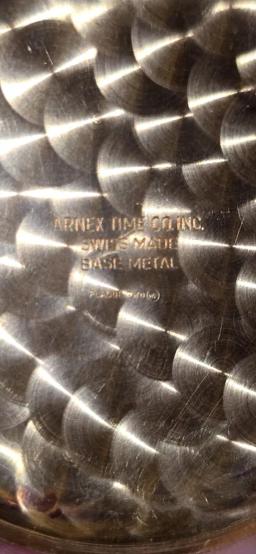 ARNEX TIME CO. INC.
SWISS MADE
BASE METAL